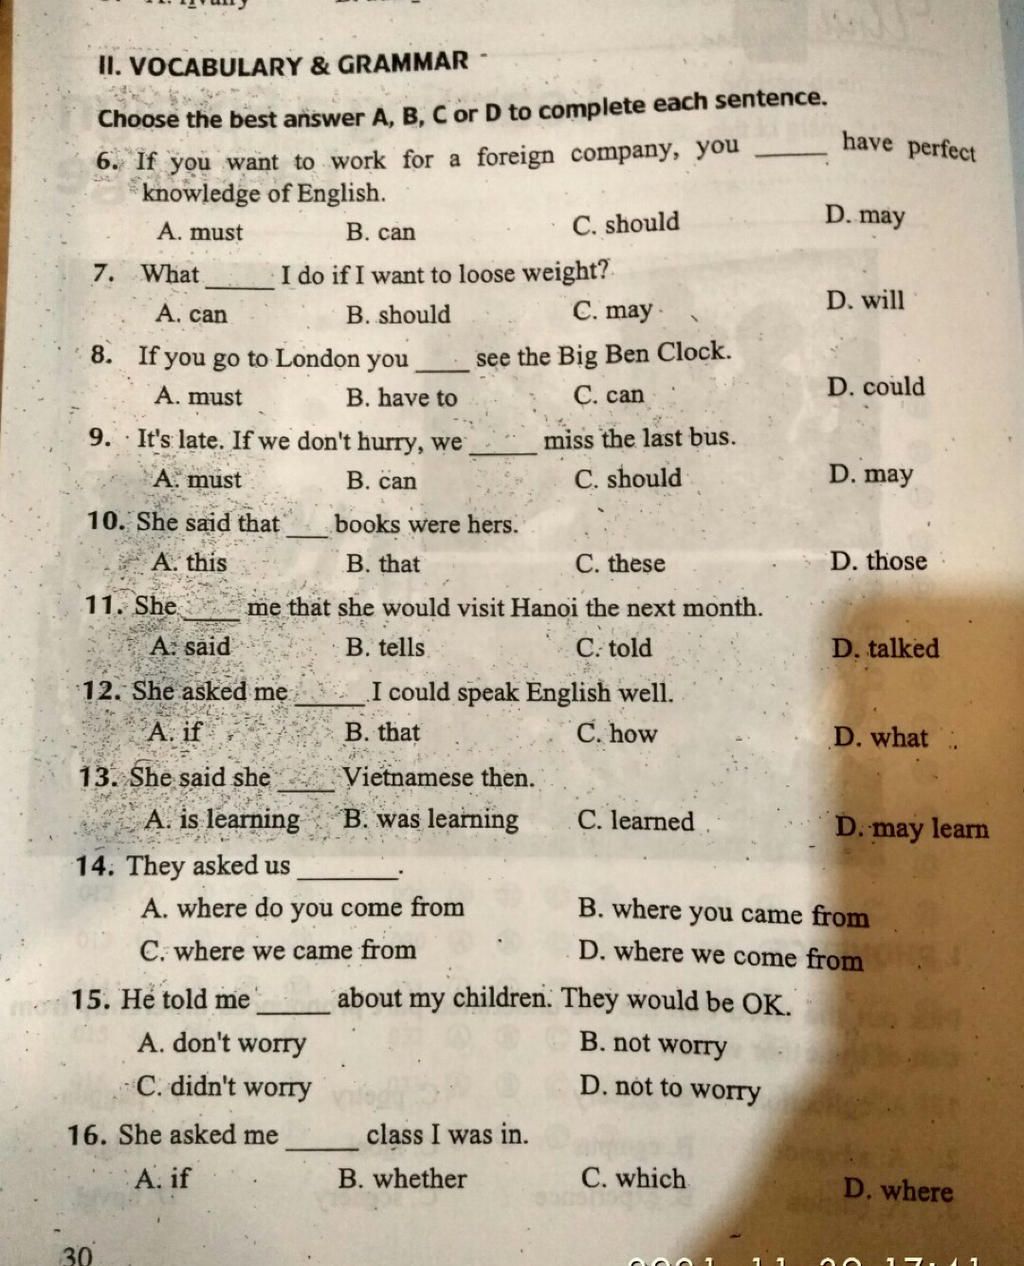 II. VOCABULARY & GRAMMAR
Choose the best answer A, B, C or D to complete each sentence.
6. If you want to work for a foreign company, you ______ have perfect
knowledge of English.
A. must B. can C. should D. may
7. What ______ I do if I want to loose weight?
A. can B. should C. may D. will
8. If you go to London you ____ see the Big Ben Clock.
A. must B. have to C. can D. could
9. It's late. If we don't hurry, we _____ miss the last bus.
A. must B. can C. should D. may
10. She said that ___ books were hers.
A. this B. that C. these D. those
11. She ____ me that she would visit Hanoi the next month.
A. said B. tells C. told D. talked
12. She asked me ______ I could speak English well.
A. if B. that C. how D. what
13. She said she ____ Vietnamese then.
A. is learning B. was learning C. learned D. may learn
14. They asked us ________.
A. where do you come from B. where you came from
C. where we came from D. where we come from
15. He told me ______ about my children. They would be OK.
A. don't worry B. not worry
C. didn't worry D. not to worry
16. She asked me ______ class I was in.
A. if B. whether C. which D. where
30